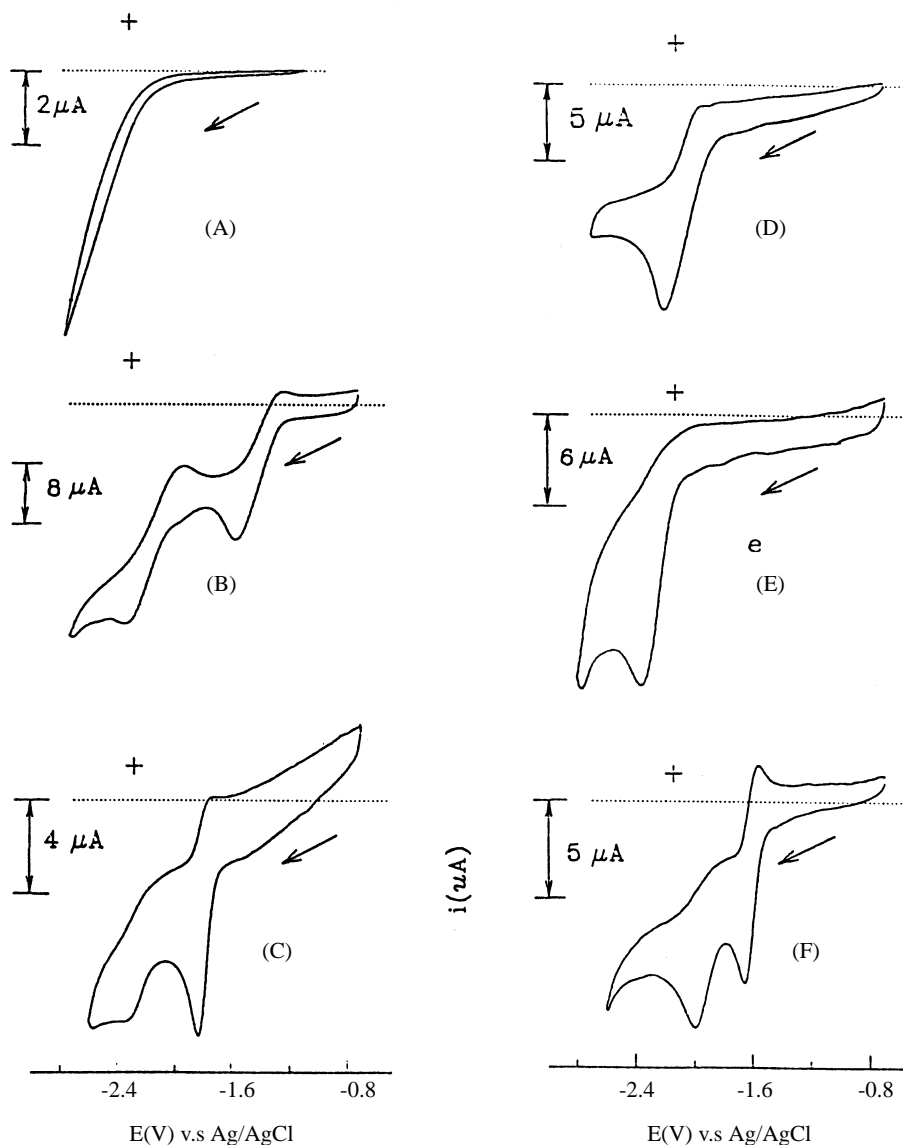 +
2 μA
(A)
+
8 μA
(B)
+
4 μA
(C)
-2.4 -1.6 -0.8
E(V) v.s Ag/AgCl
+
5 μA
(D)
+
6 μA
e
(E)
+
5 μA
(F)
i(uA)
-2.4 -1.6 -0.8
E(V) v.s Ag/AgCl